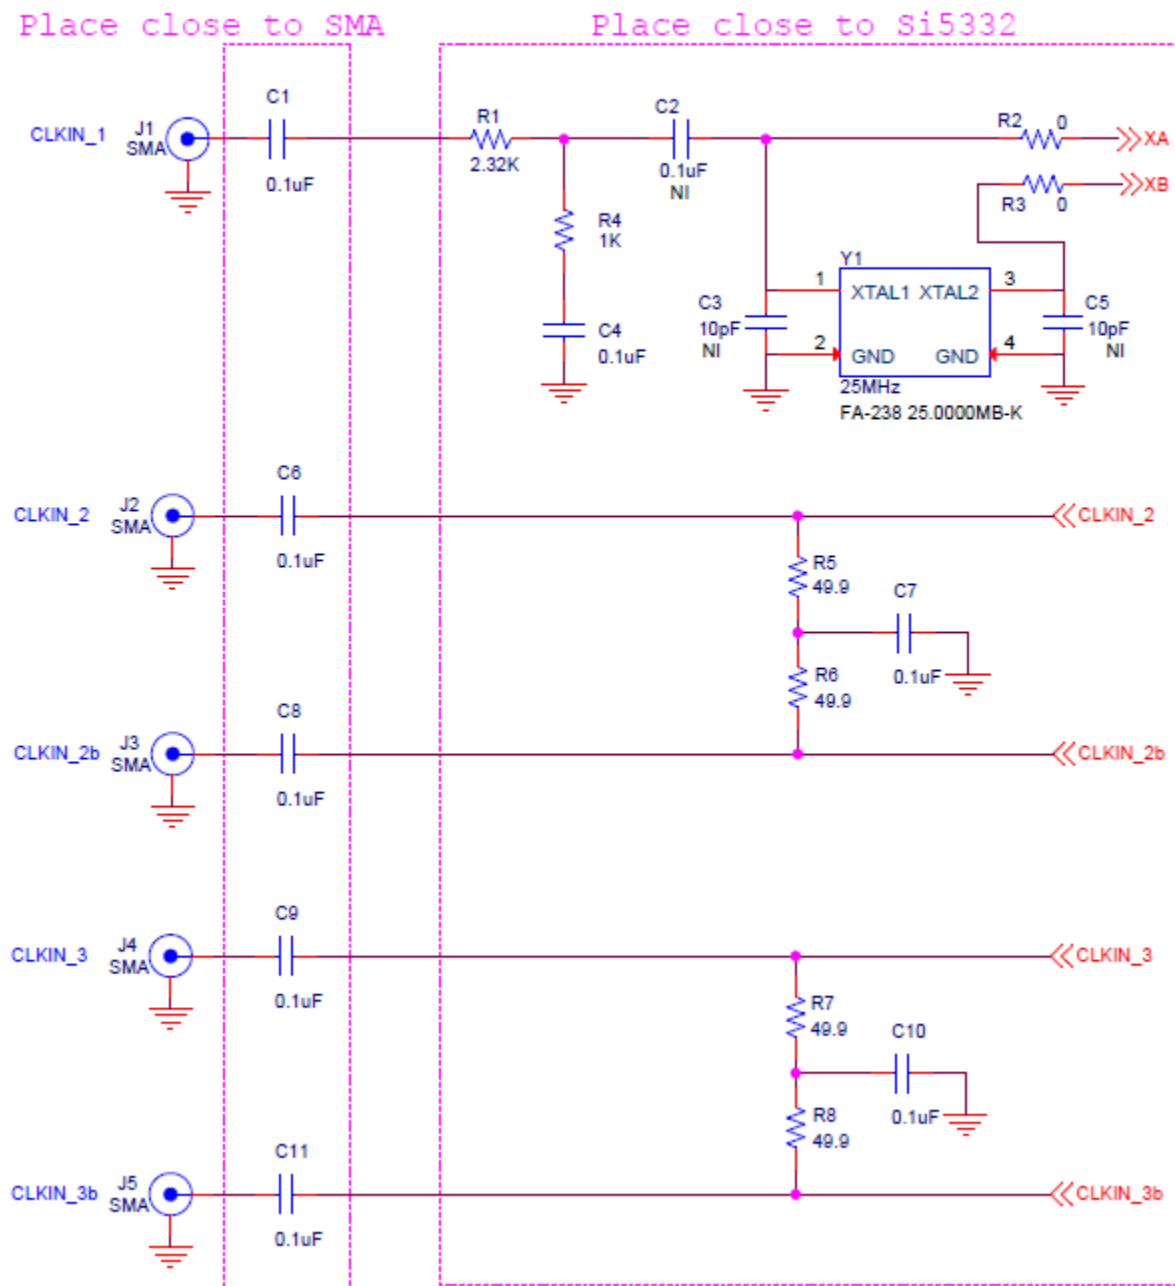 Place close to SMA
Place close to Si5332
CLKIN_1
J1
SMA
C1
0.1uF
R1
2.32K
C2
0.1uF
NI
R2
0
XA
XB
R3
0
R4
1K
C4
0.1uF
Y1
1
XTAL1
XTAL2
3
C3
10pF
NI
2
GND
GND
4
C5
10pF
NI
25MHz
FA-238 25.0000MB-K
CLKIN_2
J2
SMA
C6
0.1uF
CLKIN_2
R5
49.9
C7
0.1uF
R6
49.9
CLKIN_2b
J3
SMA
C8
0.1uF
CLKIN_2b
CLKIN_3
J4
SMA
C9
0.1uF
CLKIN_3
R7
49.9
C10
0.1uF
R8
49.9
CLKIN_3b
J5
SMA
C11
0.1uF
CLKIN_3b